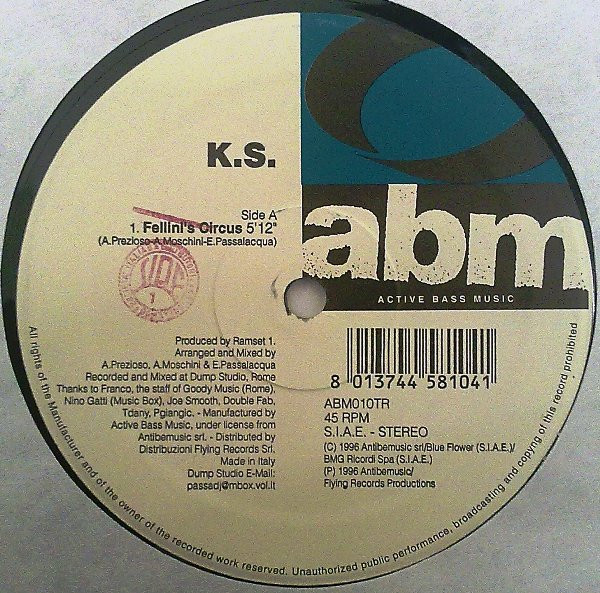 K.S.
Side A
1. Fellini's Circus 5'12"
(A.Prezioso-A.Moschini-E.Passalacqua)
abm
ACTIVE BASS MUSIC
Produced by Ramset 1.
Arranged and Mixed by
A.Prezioso, A.Moschini & E.Passalacqua
Recorded and Mixed at Dump Studio, Rome
Thanks to Franco, the staff of Goody Music (Rome),
Nino Gatti (Music Box), Joe Smooth, Double Fab,
Tdany, Pgiangic. - Manufactured by
Active Bass Music, under license from
Antibemusic srl. - Distributed by
Distribuzioni Flying Records Srl.
Made in Italy
Dump Studio E-Mail:
passadj@mbox.vol.it
8 013744 581041
ABM010TR
45 RPM
S.I.A.E. - STEREO
(C) 1996 Antibemusic srl/Blue Flower (S.I.A.E.)/
BMG Ricordi Spa (S.I.A.E.)
(P) 1996 Antibemusic/
Flying Records Productions
All rights of the Manufacturer and of the owner of the recorded work reserved. Unauthorized public performance, broadcasting and copying of this record prohibited